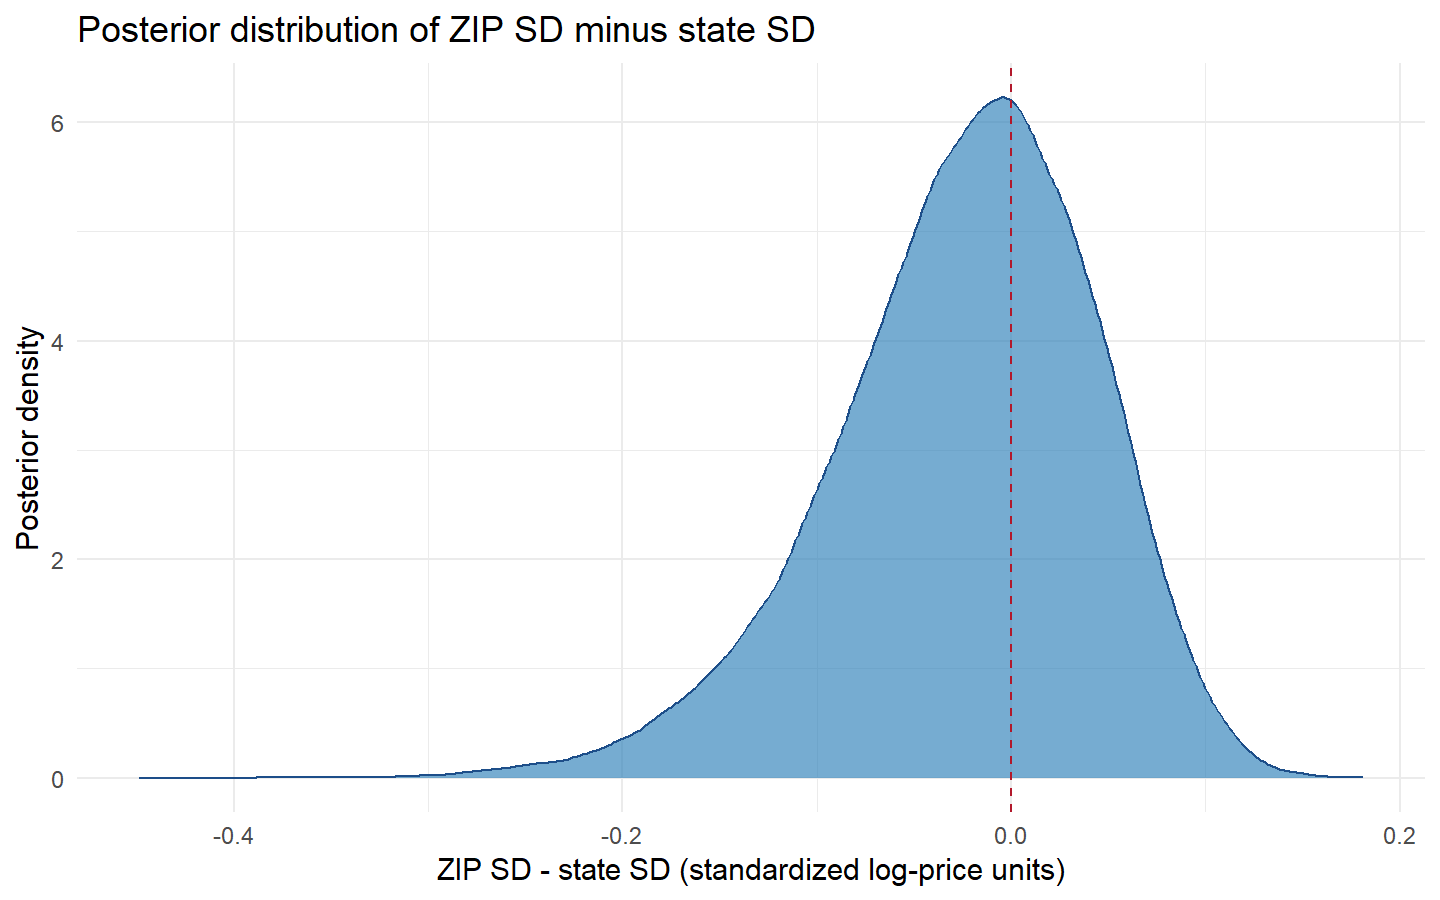 Posterior distribution of ZIP SD minus state SD
Posterior density
6
4
2
0
-0.4
-0.2
0.0
0.2
ZIP SD - state SD (standardized log-price units)